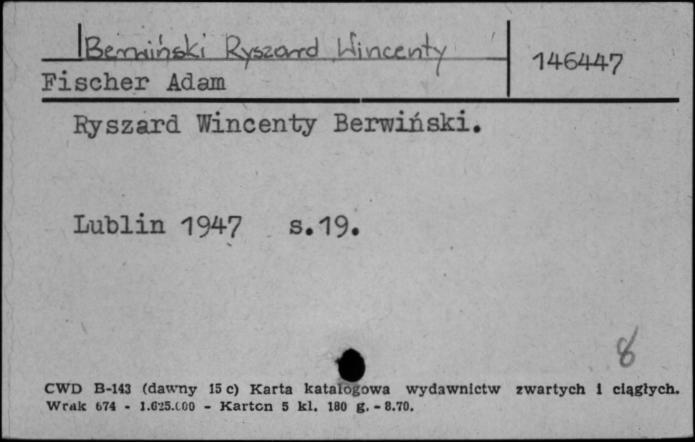 Berwiński Ryszard Wincenty
146447
Fischer Adam
Ryszard Wincenty Berwiński.
Lublin 1947 s.19.
8
CWD B-143 (dawny 15 c) Karta katalogowa wydawnictw zwartych i ciągłych.
Wrak 674 - 1.625.000 - Karton 5 kl. 180 g. - 8.70.